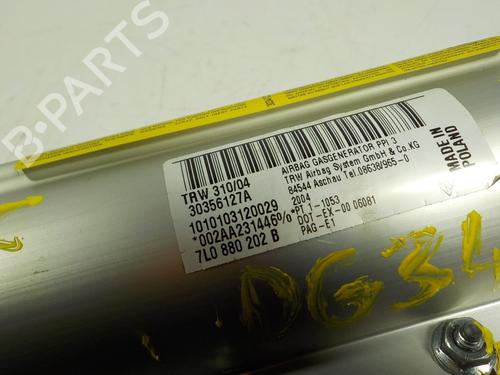 B-PARTS
TRW 310/04
30356127A
1010103120029
*002AA231446%*
7L0 880 202 B
AIRBAG GASGENERATOR PPI 3
TRW Airbag System GmbH & Co.KG
84544 Aschau Tel.08638/965-0
2004
PT 1-1053
DOT-EX-00 06081
PAG-E1
MADE IN
POLAND
DG34